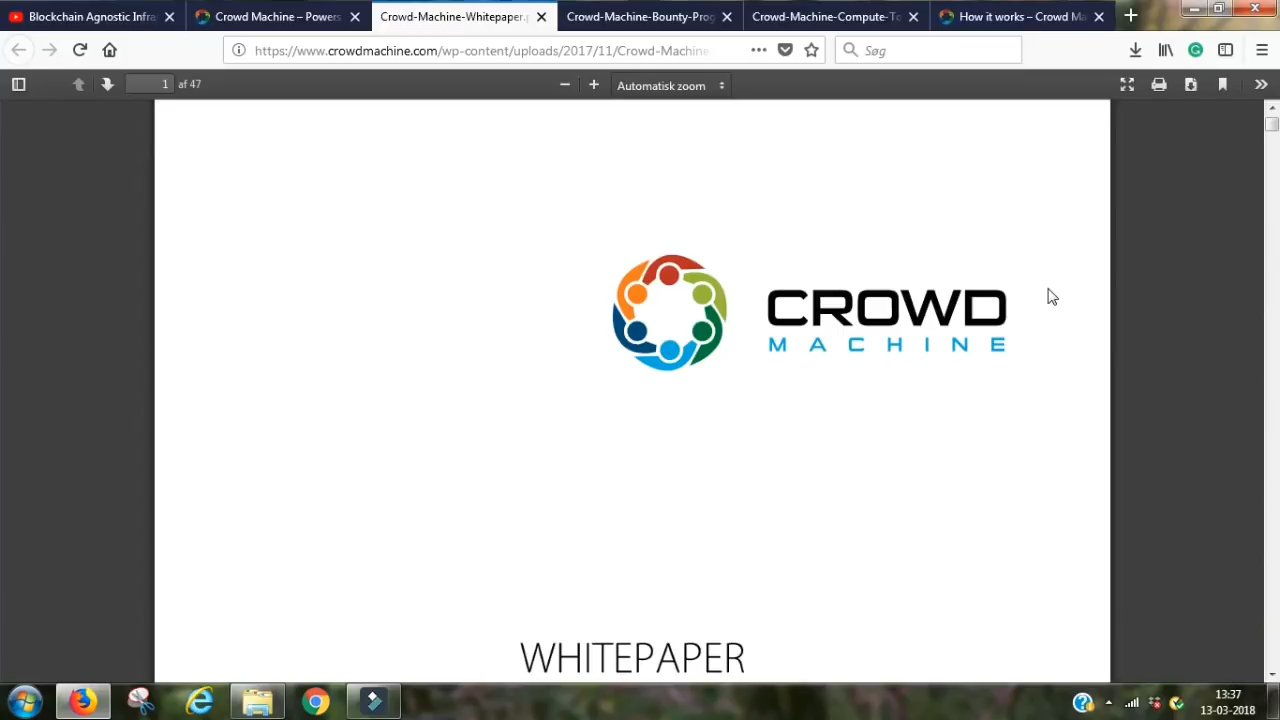 Blockchain Agnostic Infra
Crowd Machine – Powers
Crowd-Machine-Whitepaper.p
Crowd-Machine-Bounty-Prog
Crowd-Machine-Compute-To
How it works – Crowd Ma
https://www.crowdmachine.com/wp-content/uploads/2017/11/Crowd-Machine
Søg
1 af 47
Automatisk zoom
CROWD
MACHINE
WHITEPAPER
13:37
13-03-2018